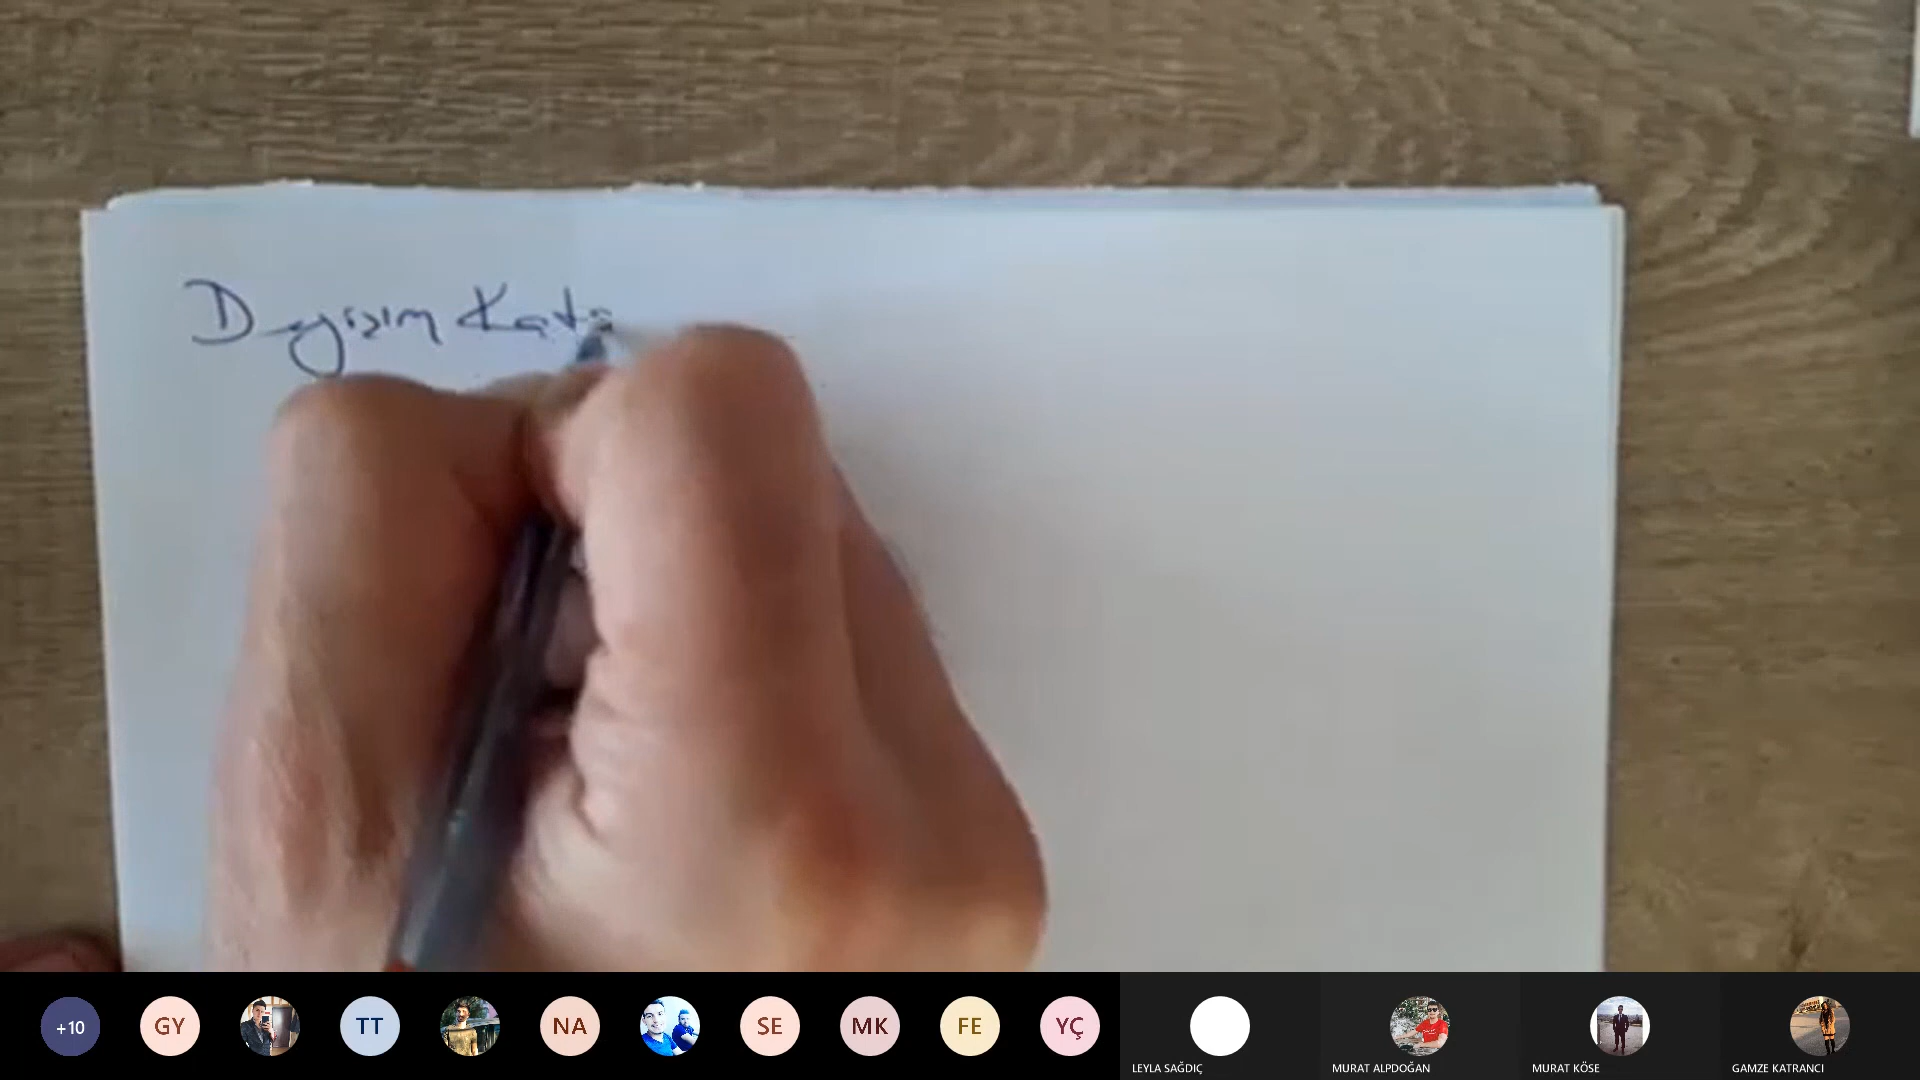 Değişim Kats
+10 GY TT NA SE MK FE YÇ
LEYLA SAĞDIÇ MURAT ALPDOĞAN MURAT KÖSE GAMZE KATRANCI